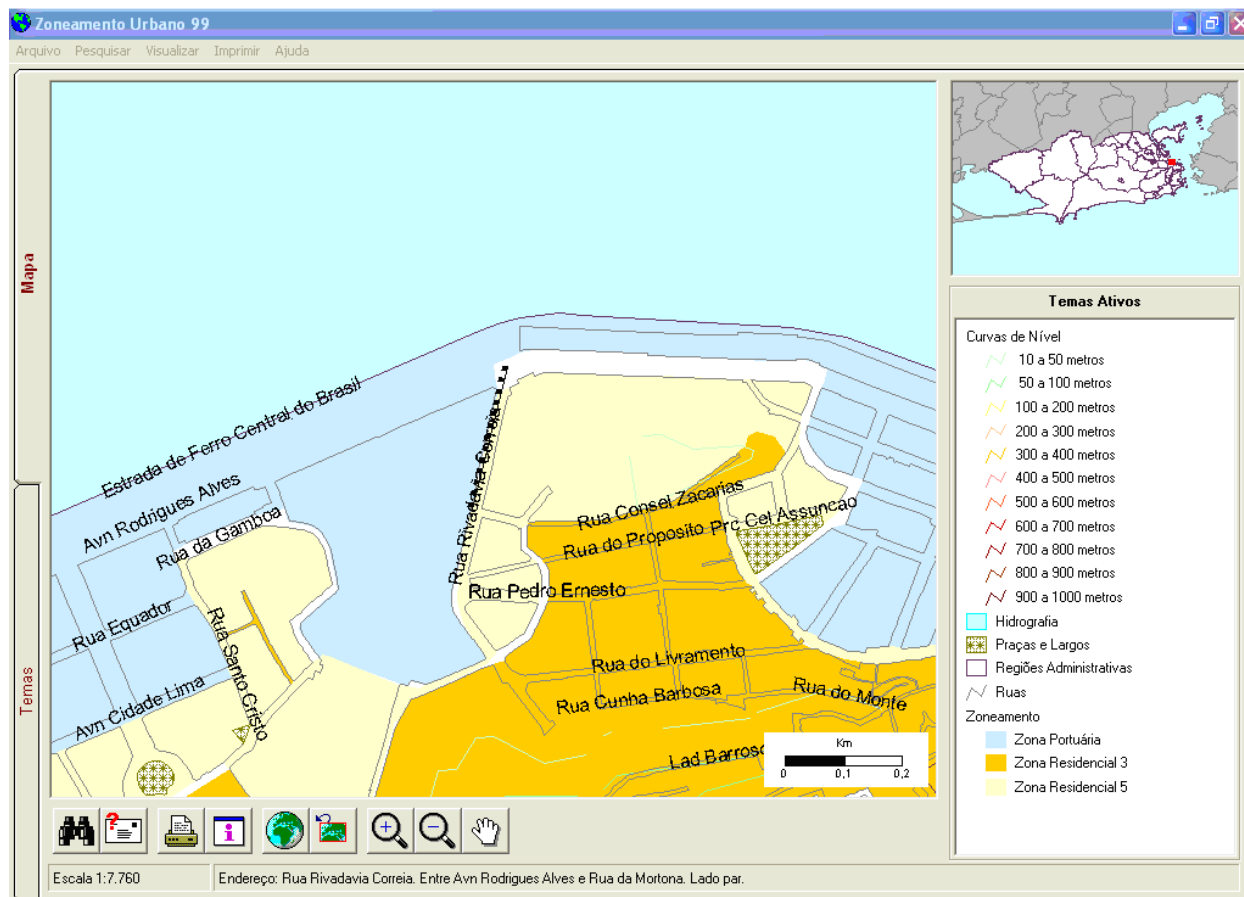 Zoneamento Urbano 99
Arquivo Pesquisar Visualizar Imprimir Ajuda
Mapa
Temas
Estrada de Ferro Central do Brasil
Avn Rodrigues Alves
Rua da Gamboa
Rua Equador
Rua Santo Cristo
Avn Cidade Lima
Rua Rivadavia Correia
Rua Consel Zacarias
Rua do Proposito
Prc Cel Assuncao
Rua Pedro Ernesto
Rua do Livramento
Rua Cunha Barbosa
Rua do Monte
Lad Barroso
Km
0 0,1 0,2
Temas Ativos
Curvas de Nível
10 a 50 metros
50 a 100 metros
100 a 200 metros
200 a 300 metros
300 a 400 metros
400 a 500 metros
500 a 600 metros
600 a 700 metros
700 a 800 metros
800 a 900 metros
900 a 1000 metros
Hidrografia
Praças e Largos
Regiões Administrativas
Ruas
Zoneamento
Zona Portuária
Zona Residencial 3
Zona Residencial 5
Escala 1:7.760
Endereço: Rua Rivadavia Correia. Entre Avn Rodrigues Alves e Rua da Mortona. Lado par.